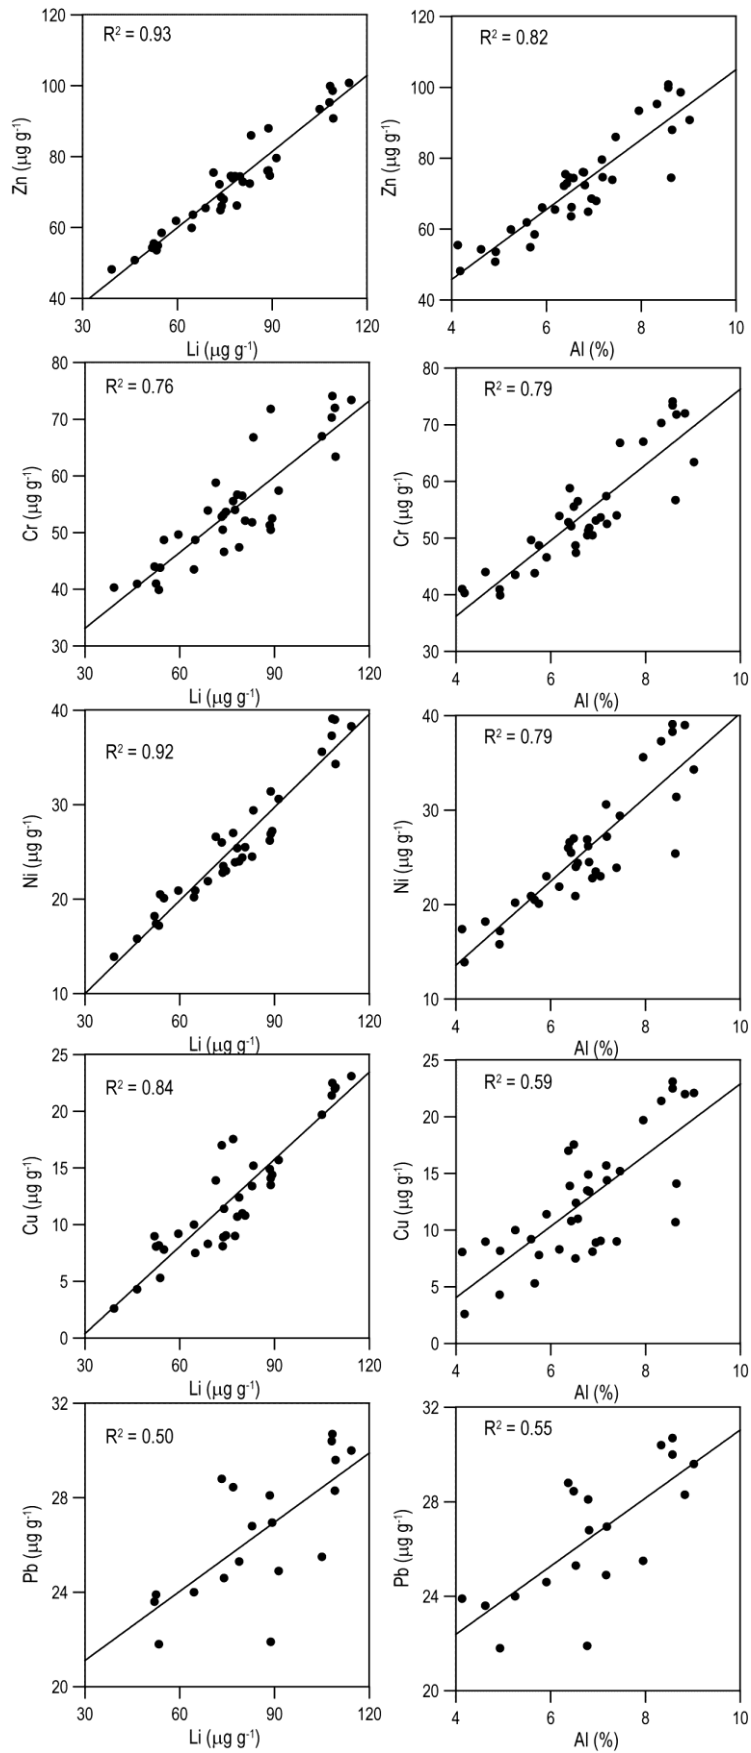 120
100
80
60
40
Zn (µg g⁻¹)
R² = 0.93
30 60 90 120
Li (µg g⁻¹)
120
100
80
60
40
Zn (µg g⁻¹)
R² = 0.82
4 6 8 10
Al (%)
80
70
60
50
40
30
Cr (µg g⁻¹)
R² = 0.76
30 60 90 120
Li (µg g⁻¹)
80
70
60
50
40
30
Cr (µg g⁻¹)
R² = 0.79
4 6 8 10
Al (%)
40
30
20
10
Ni (µg g⁻¹)
R² = 0.92
30 60 90 120
Li (µg g⁻¹)
40
30
20
10
Ni (µg g⁻¹)
R² = 0.79
4 6 8 10
Al (%)
25
20
15
10
5
0
Cu (µg g⁻¹)
R² = 0.84
30 60 90 120
Li (µg g⁻¹)
25
20
15
10
5
0
Cu (µg g⁻¹)
R² = 0.59
4 6 8 10
Al (%)
32
28
24
20
Pb (µg g⁻¹)
R² = 0.50
30 60 90 120
Li (µg g⁻¹)
32
28
24
20
Pb (µg g⁻¹)
R² = 0.55
4 6 8 10
Al (%)